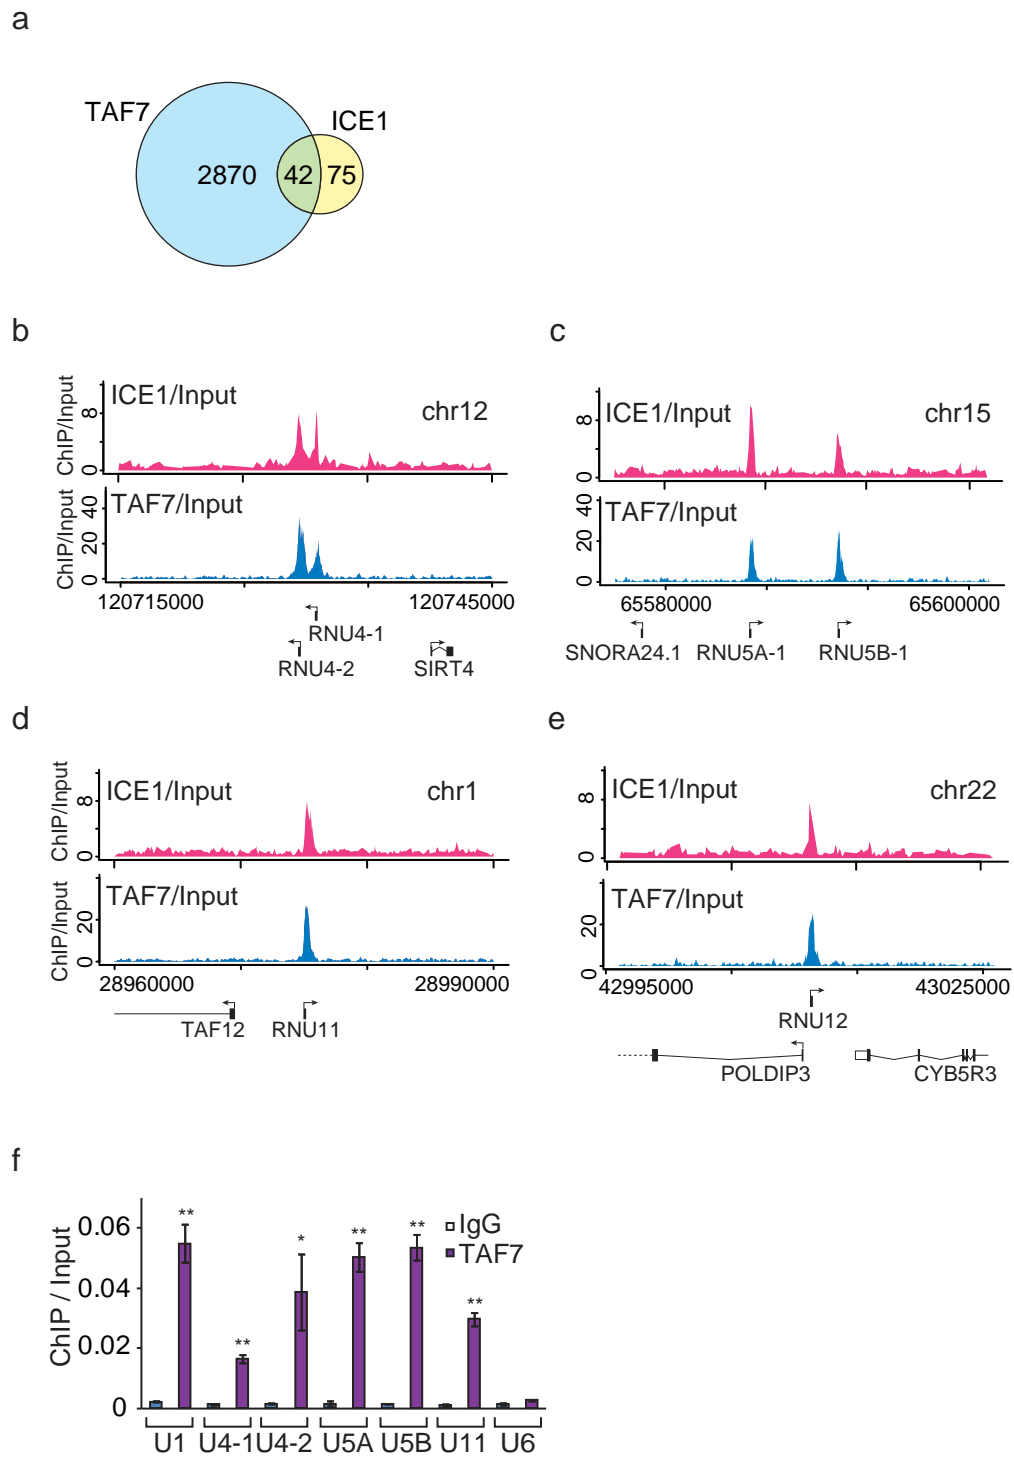 a
TAF7
ICE1
2870
42
75
b
ICE1/Input
chr12
ChIP/Input
8
0
TAF7/Input
ChIP/Input
40
20
0
120715000
120745000
RNU4-1
RNU4-2
SIRT4
c
ICE1/Input
chr15
8
0
TAF7/Input
40
20
0
65580000
65600000
SNORA24.1
RNU5A-1
RNU5B-1
d
ICE1/Input
chr1
ChIP/Input
8
0
TAF7/Input
ChIP/Input
20
0
28960000
28990000
TAF12
RNU11
e
ICE1/Input
chr22
8
0
TAF7/Input
20
0
42995000
43025000
RNU12
POLDIP3
CYB5R3
f
ChIP / Input
0.06
0.04
0.02
0
**
**
*
**
**
**
IgG
TAF7
U1
U4-1
U4-2
U5A
U5B
U11
U6